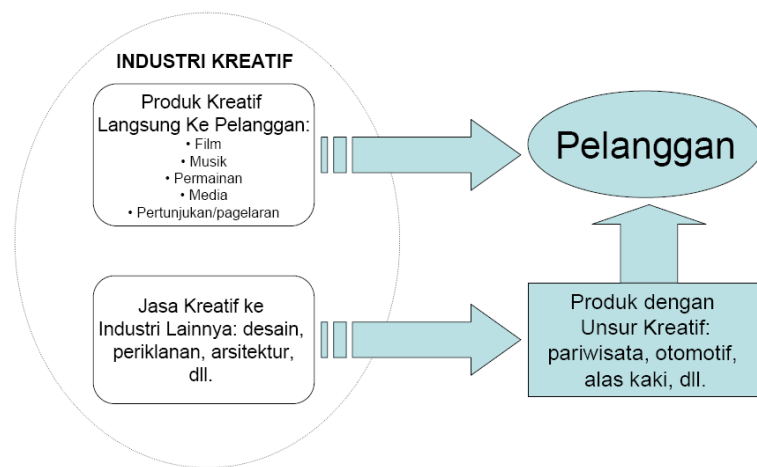 INDUSTRI KREATIF
Produk Kreatif
Langsung Ke Pelanggan:
• Film
• Musik
• Permainan
• Media
• Pertunjukan/pagelaran
Pelanggan
Jasa Kreatif ke
Industri Lainnya: desain,
periklanan, arsitektur,
dll.
Produk dengan
Unsur Kreatif:
pariwisata, otomotif,
alas kaki, dll.